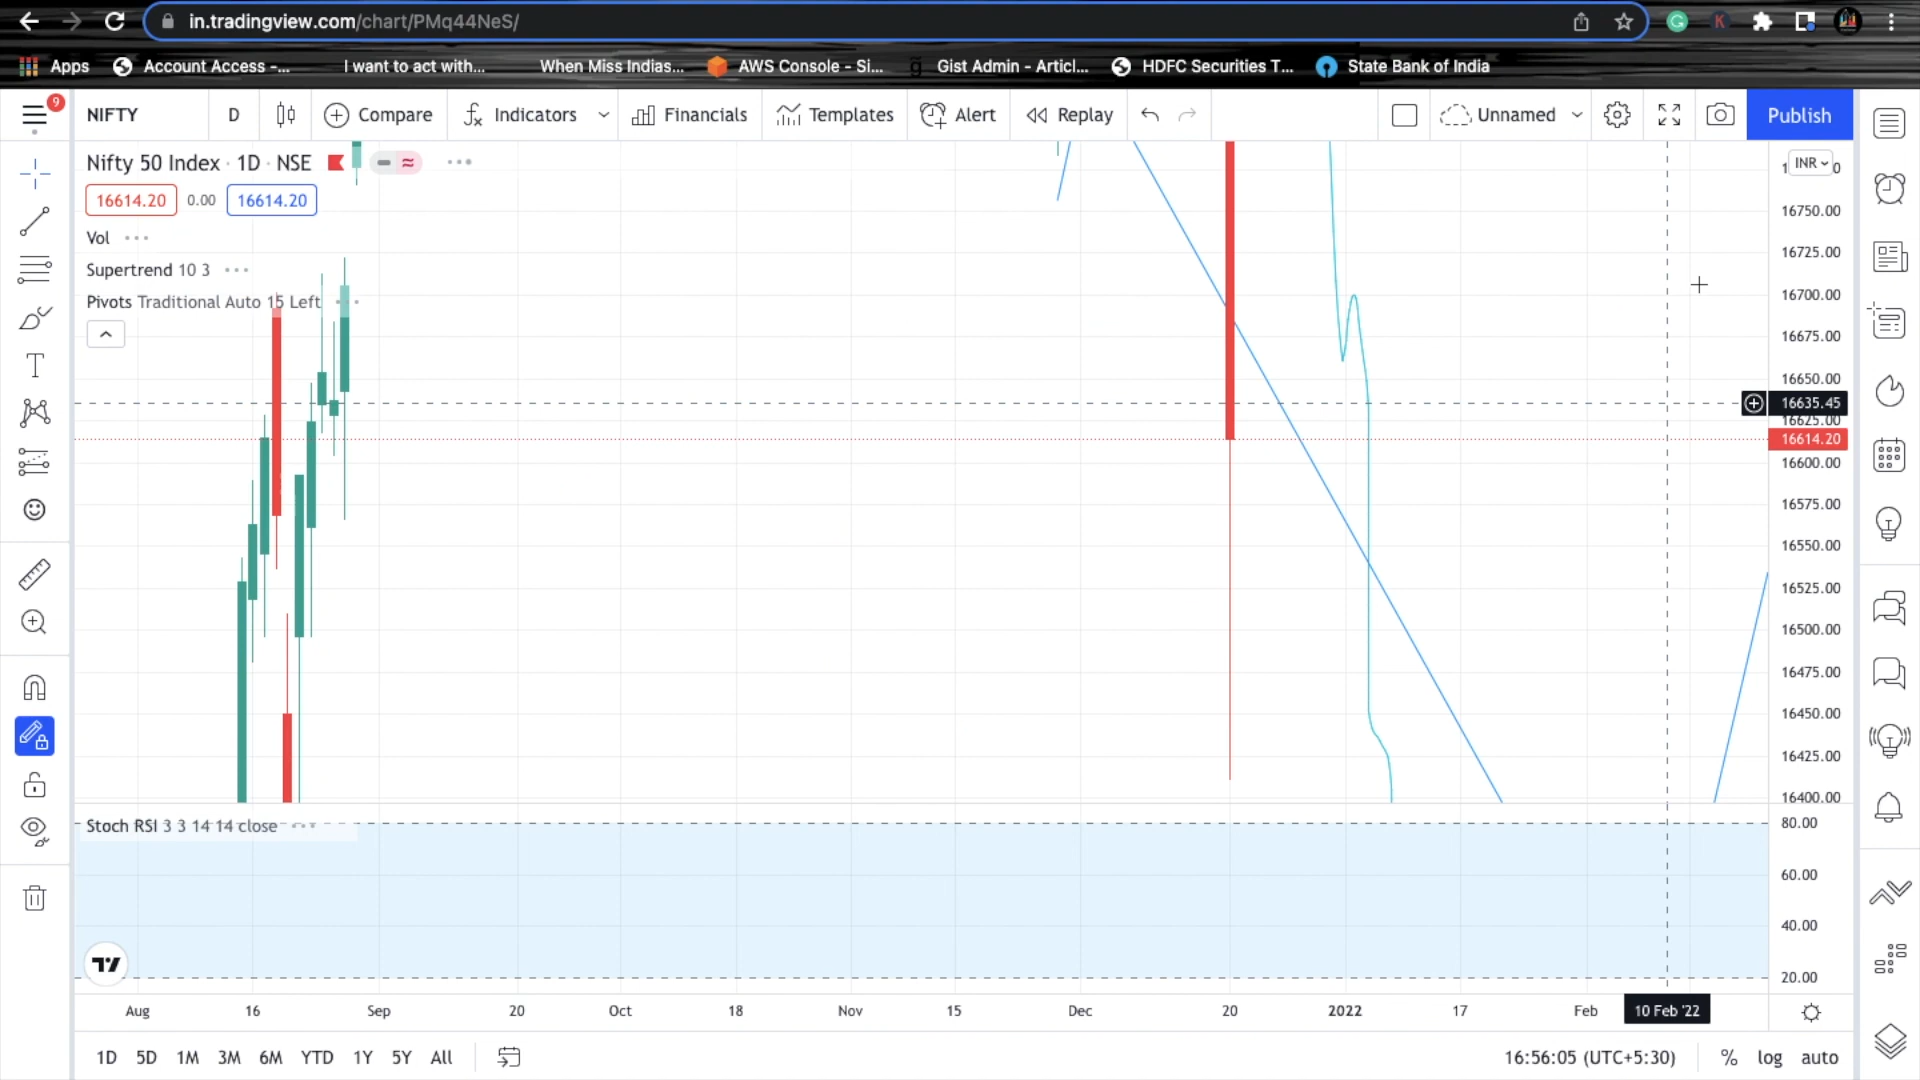 in.tradingview.com/chart/PMq44NeS/
K
Apps Account Access -... I want to act with... When Miss Indias... AWS Console - Si... Gist Admin - Articl... HDFC Securities T... State Bank of India
9
NIFTY D Compare Indicators Financials Templates Alert Replay Unnamed Publish
Nifty 50 Index · 1D · NSE
INR
16614.20 0.00 16614.20
Vol
Supertrend 10 3
Pivots Traditional Auto 15 Left
16750.00
16725.00
16700.00
16675.00
16650.00
16635.45
16625.00
16614.20
16600.00
16575.00
16550.00
16525.00
16500.00
16475.00
16450.00
16425.00
16400.00
Stoch RSI 3 3 14 14 close
80.00
60.00
40.00
20.00
Aug 16 Sep 20 Oct 18 Nov 15 Dec 20 2022 17 Feb 10 Feb '22
1D 5D 1M 3M 6M YTD 1Y 5Y All 16:56:05 (UTC+5:30) % log auto